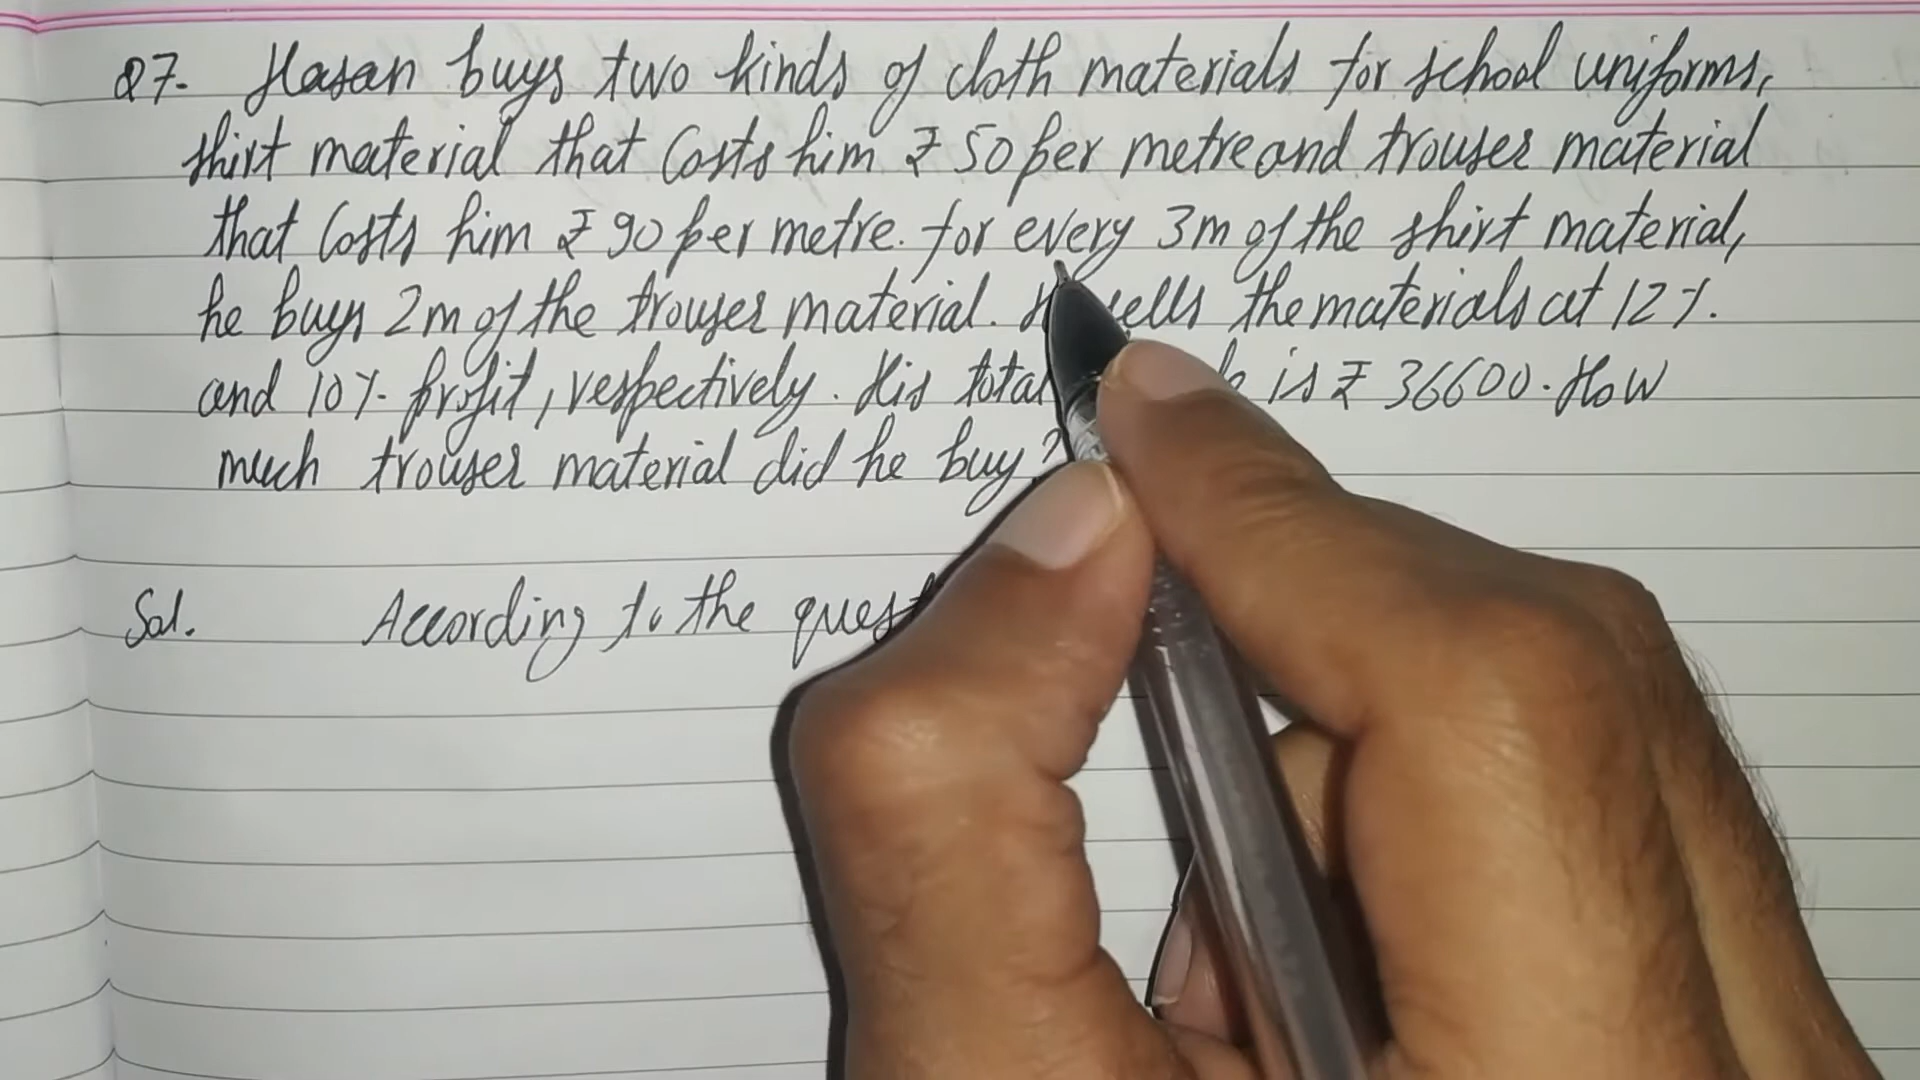 Q7. Hasan buys two kinds of cloth materials for school uniforms,
shirt material that Costs him ₹ 50 per metre and trouser material
that Costs him ₹ 90 per metre. for every 3m of the shirt material,
he buys 2m of the trouser material. sells the materials at 12%.
and 10%. profit, respectively. His total is ₹ 36600. How
much trouser material did he buy?
Sol. According to the